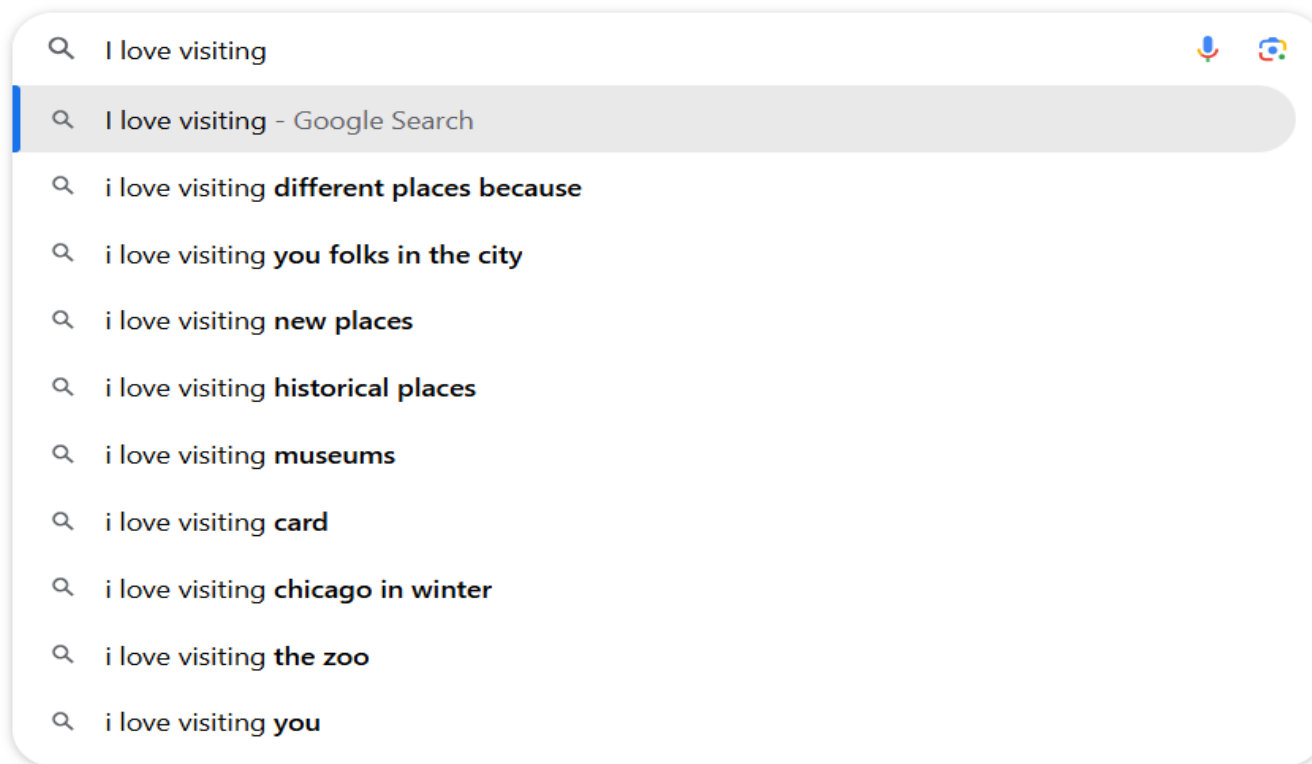 I love visiting
I love visiting - Google Search
i love visiting different places because
i love visiting you folks in the city
i love visiting new places
i love visiting historical places
i love visiting museums
i love visiting card
i love visiting chicago in winter
i love visiting the zoo
i love visiting you